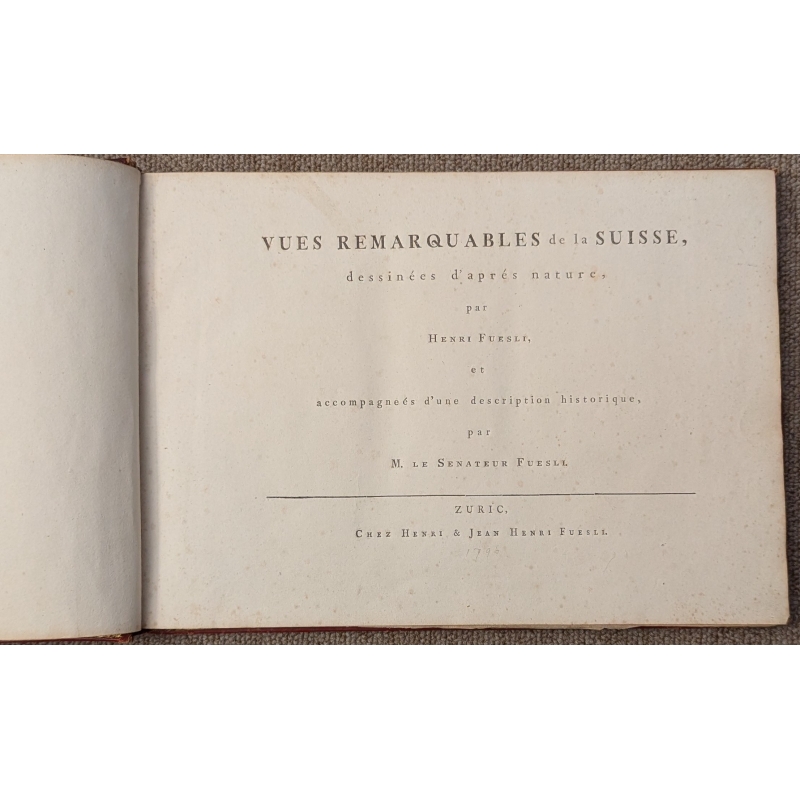 VUES REMARQUABLES de la SUISSE,
dessinées d'aprés nature,
par
HENRI FUESLI,
et
accompagneés d'une description historique,
par
M. LE SENATEUR FUESLI.
ZURIC,
CHEZ HENRI & JEAN HENRI FUESLI.